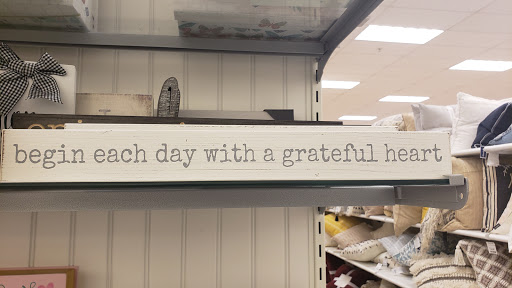 begin each day with a grateful heart